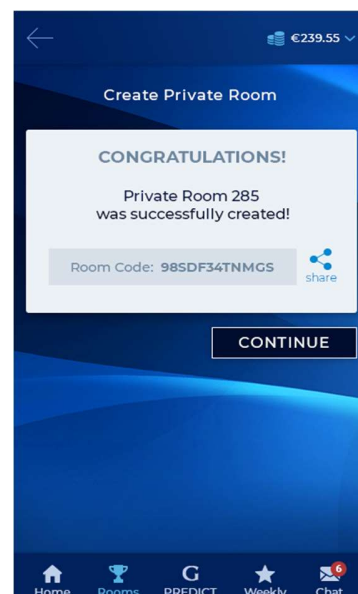 €239.55
Create Private Room
CONGRATULATIONS!
Private Room 285
was successfully created!
Room Code: 98SDF34TNMGS
share
CONTINUE
6
Home Rooms PREDICT Weekly Chat